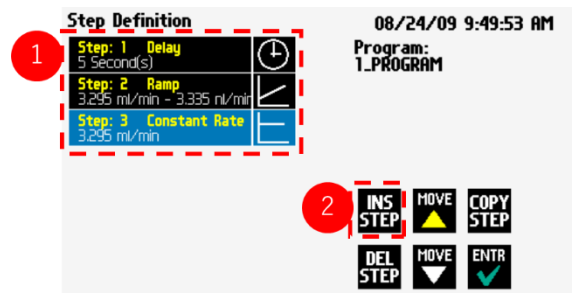 Step Definition
08/24/09 9:49:53 AM
1
Step: 1 Delay
5 Second(s)
Program:
1_PROGRAM
Step: 2 Ramp
3.295 ml/min - 3.335 nl/mir
Step: 3 Constant Rate
3.295 ml/min
2
INS
STEP
MOVE
COPY
STEP
DEL
STEP
MOVE
ENTR